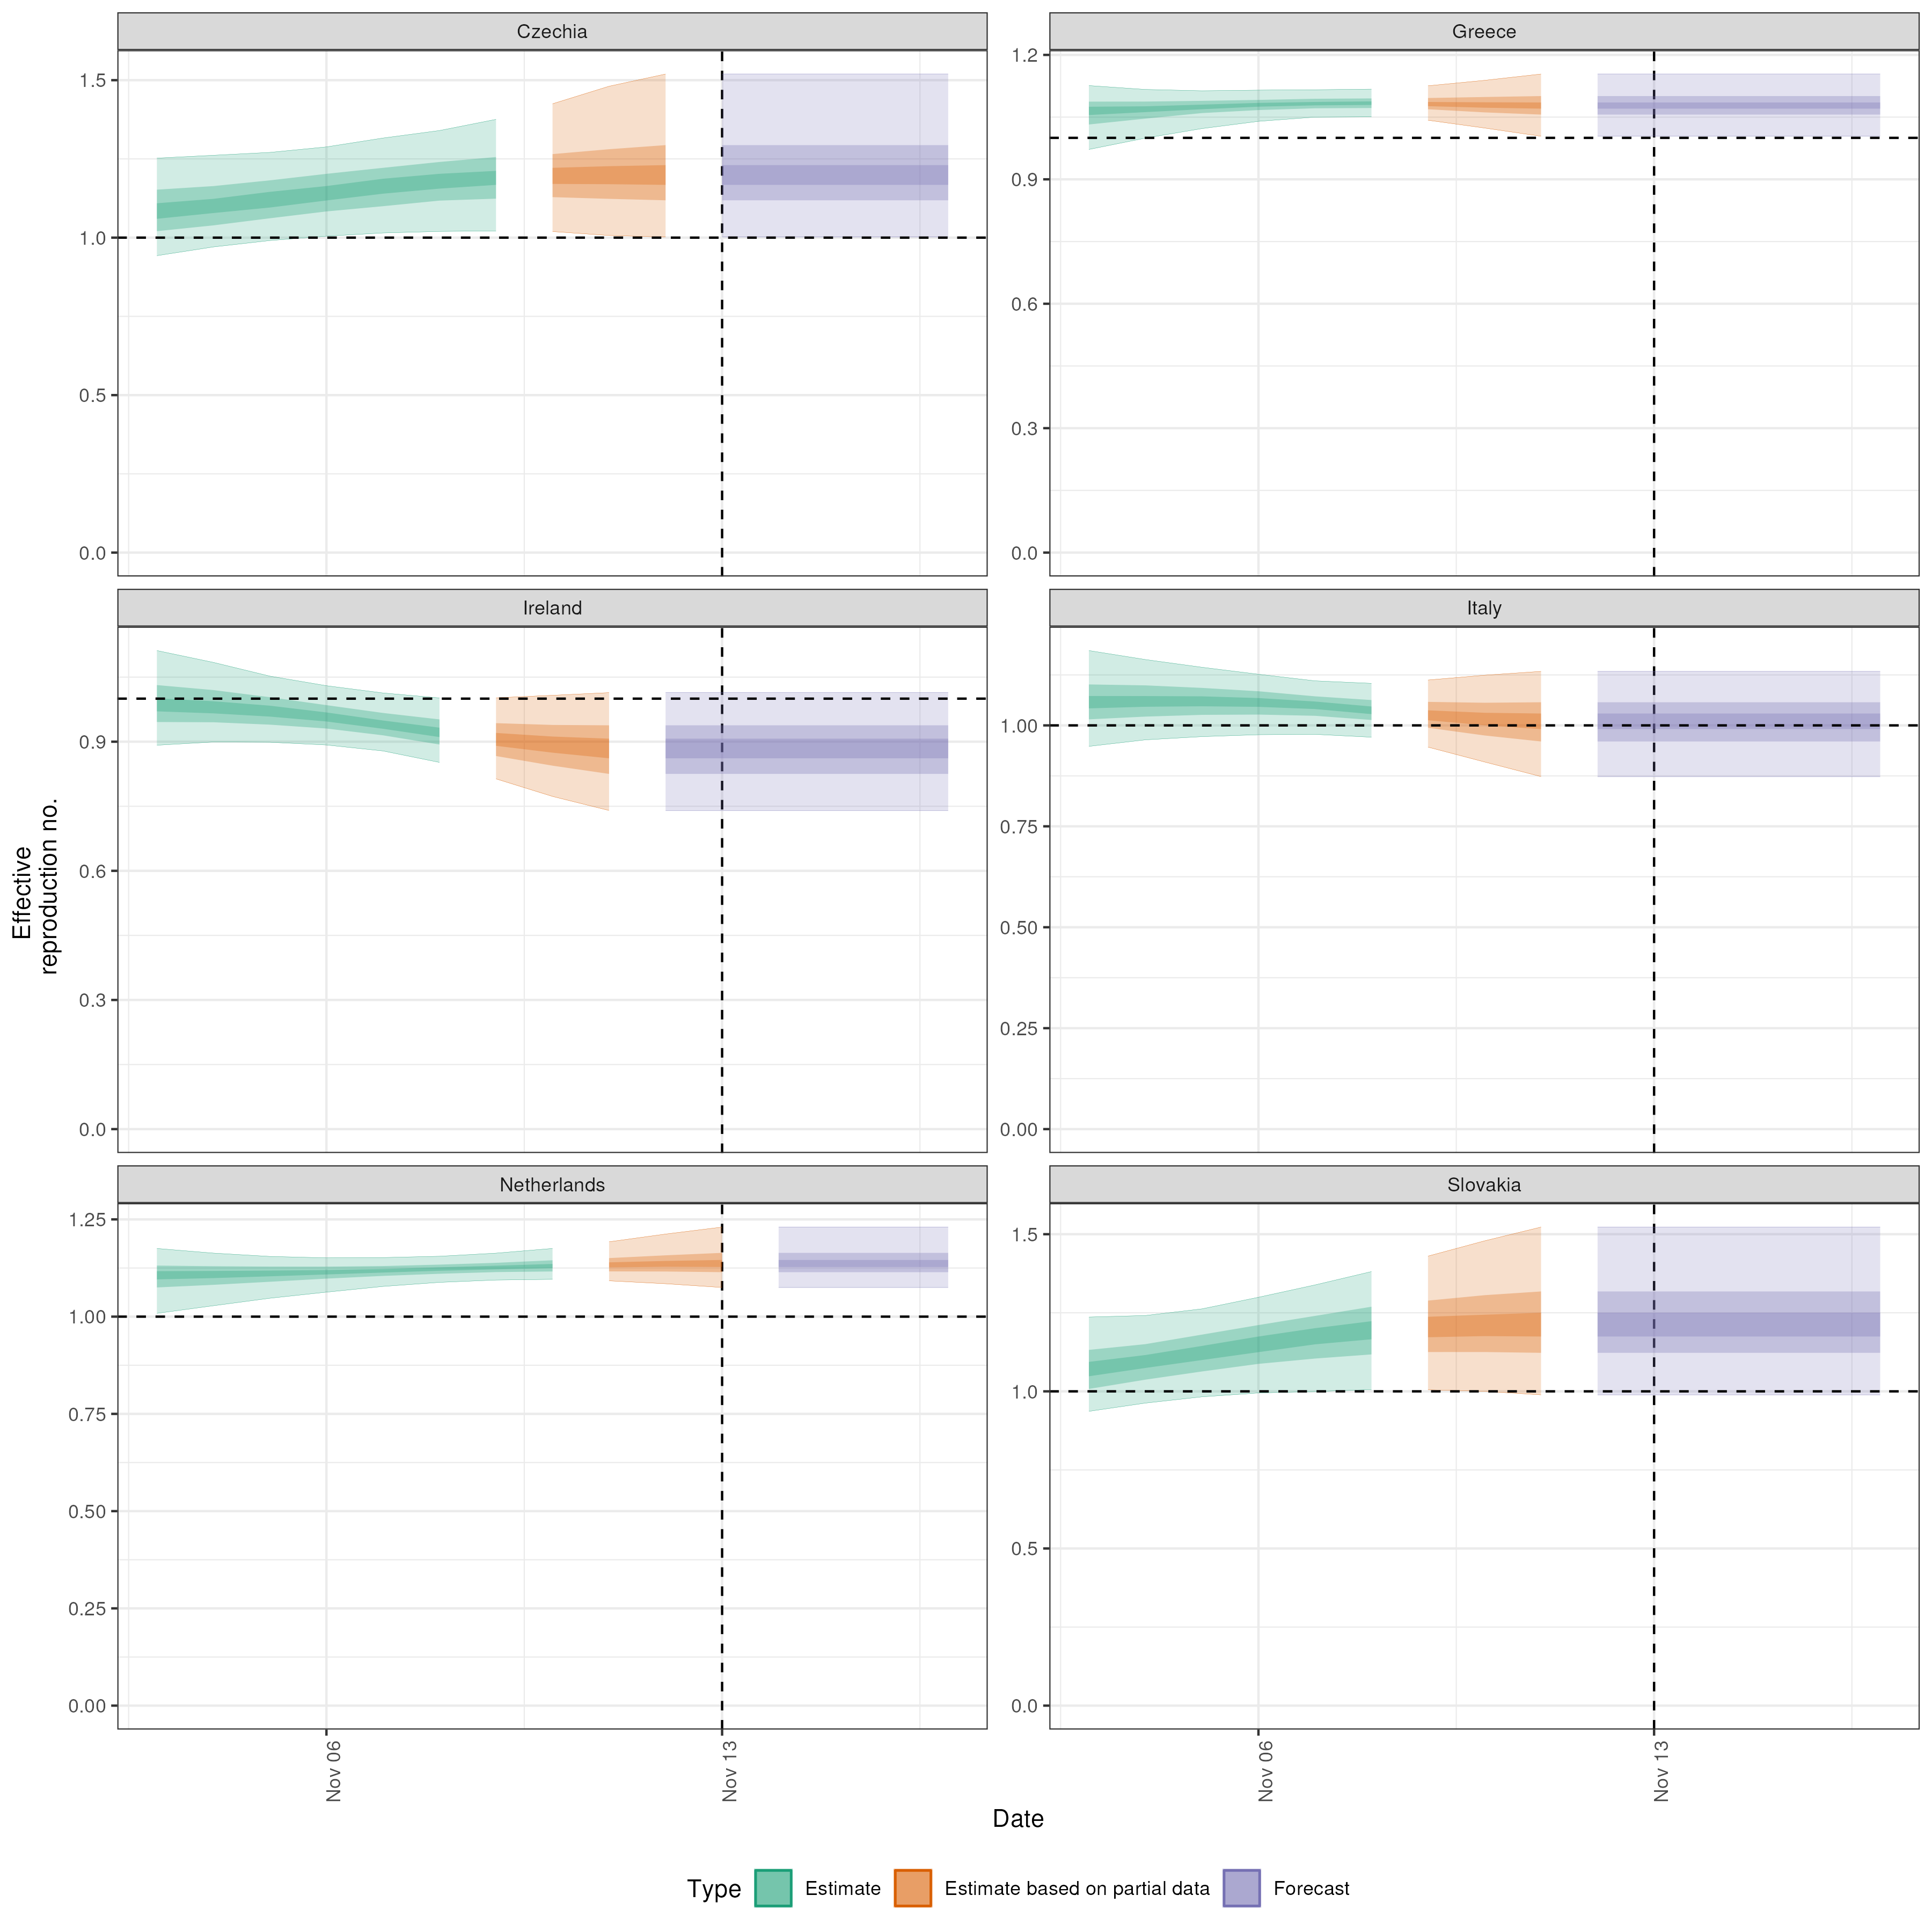 Czechia
Greece
1.5
1.0
0.5
0.0
1.2
0.9
0.6
0.3
0.0
Ireland
Italy
0.9
0.6
0.3
0.0
1.00
0.75
0.50
0.25
0.00
Effective
reproduction no.
Netherlands
Slovakia
1.25
1.00
0.75
0.50
0.25
0.00
1.5
1.0
0.5
0.0
Nov 06
Nov 13
Nov 06
Nov 13
Date
Type
Estimate
Estimate based on partial data
Forecast